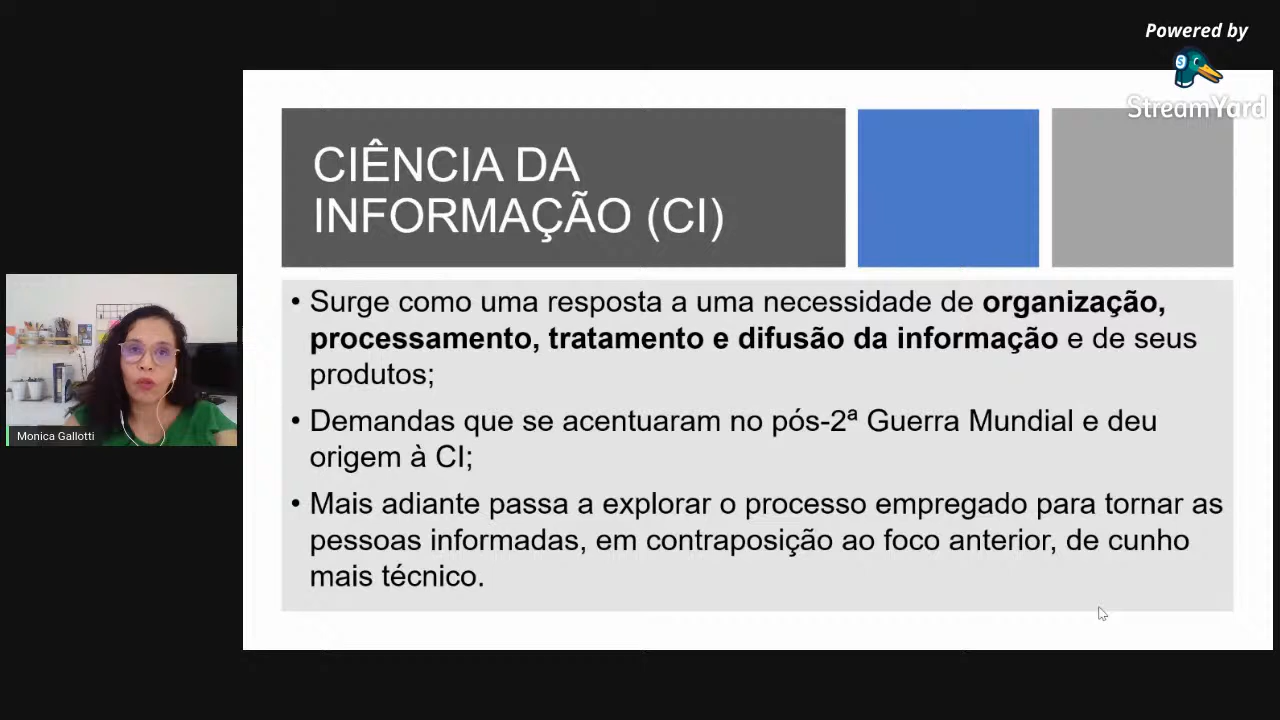 Powered by
StreamYard
CIÊNCIA DA
INFORMAÇÃO (CI)
• Surge como uma resposta a uma necessidade de organização,
processamento, tratamento e difusão da informação e de seus
produtos;
• Demandas que se acentuaram no pós-2ª Guerra Mundial e deu
origem à CI;
• Mais adiante passa a explorar o processo empregado para tornar as
pessoas informadas, em contraposição ao foco anterior, de cunho
mais técnico.
Monica Gallotti